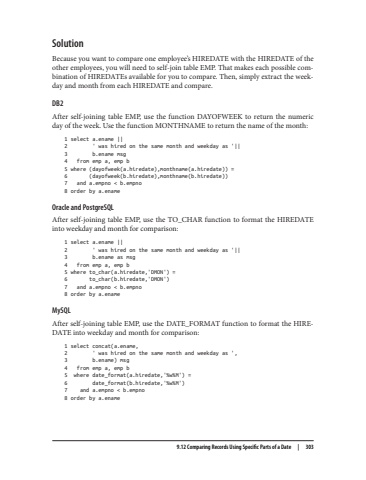 Solution
Because you want to compare one employee's HIREDATE with the HIREDATE of the
other employees, you will need to self-join table EMP. That makes each possible com-
bination of HIREDATEs available for you to compare. Then, simply extract the week-
day and month from each HIREDATE and compare.
DB2
After self-joining table EMP, use the function DAYOFWEEK to return the numeric
day of the week. Use the function MONTHNAME to return the name of the month:
1 select a.ename ||
2 ' was hired on the same month and weekday as '||
3 b.ename msg
4 from emp a, emp b
5 where (dayofweek(a.hiredate),monthname(a.hiredate)) =
6 (dayofweek(b.hiredate),monthname(b.hiredate))
7 and a.empno < b.empno
8 order by a.ename
Oracle and PostgreSQL
After self-joining table EMP, use the TO_CHAR function to format the HIREDATE
into weekday and month for comparison:
1 select a.ename ||
2 ' was hired on the same month and weekday as '||
3 b.ename as msg
4 from emp a, emp b
5 where to_char(a.hiredate,'DMON') =
6 to_char(b.hiredate,'DMON')
7 and a.empno < b.empno
8 order by a.ename
MySQL
After self-joining table EMP, use the DATE_FORMAT function to format the HIRE-
DATE into weekday and month for comparison:
1 select concat(a.ename,
2 ' was hired on the same month and weekday as ',
3 b.ename) msg
4 from emp a, emp b
5 where date_format(a.hiredate,'%w%M') =
6 date_format(b.hiredate,'%w%M')
7 and a.empno < b.empno
8 order by a.ename
9.12 Comparing Records Using Specific Parts of a Date | 303